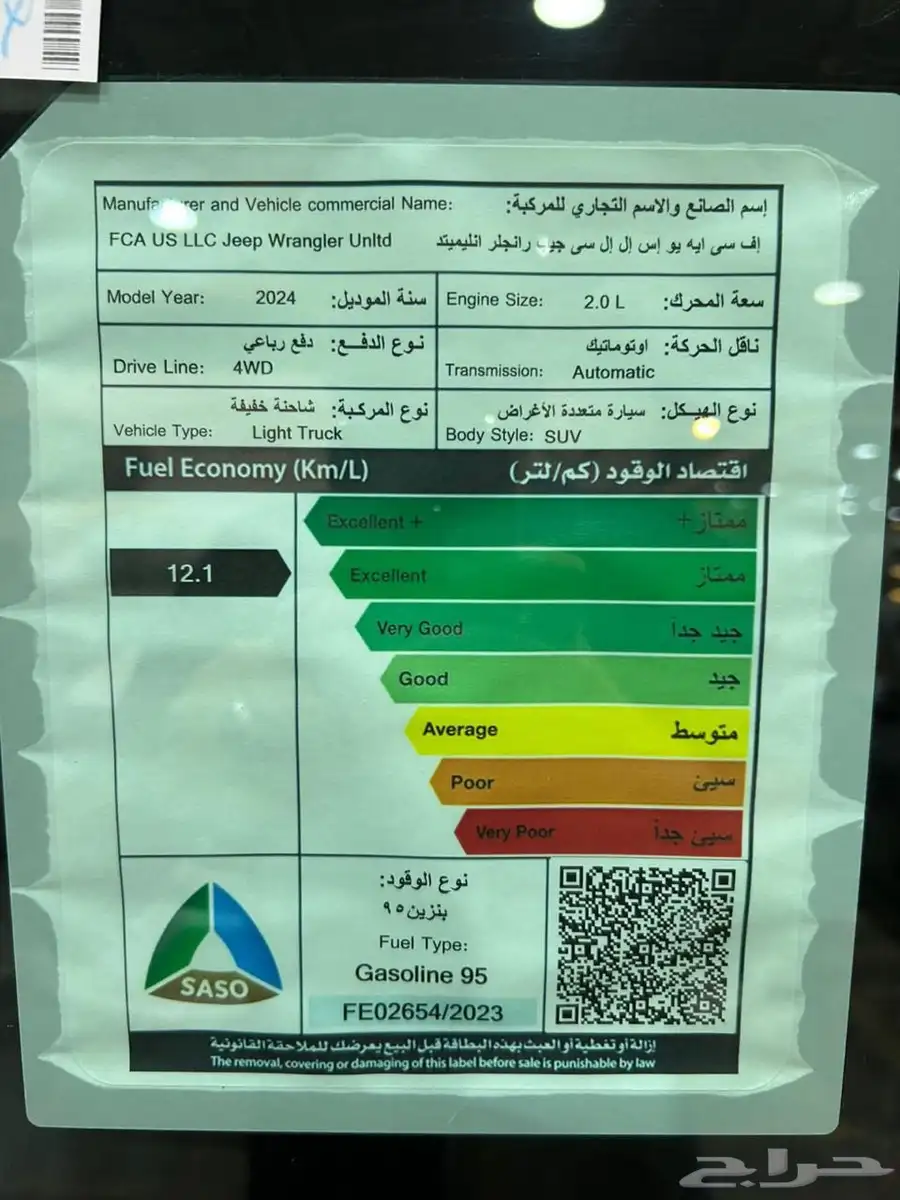 Manufacturer and Vehicle commercial Name: إسم الصانع والاسم التجاري للمركبة:
FCA US LLC Jeep Wrangler Unltd إف سي ايه يو إس إل إل سي جيب رانجلر انليميتد
Model Year: 2024 سنة الموديل:
Engine Size: 2.0 L سعة المحرك:
نوع الدفع: دفع رباعي
Drive Line: 4WD
ناقل الحركة: اوتوماتيك
Transmission: Automatic
نوع المركبة: شاحنة خفيفة
Vehicle Type: Light Truck
نوع الهيكل: سيارة متعددة الأغراض
Body Style: SUV
Fuel Economy (Km/L) اقتصاد الوقود (كم/لتر)
Excellent + ممتاز+
12.1
Excellent ممتاز
Very Good جيد جداً
Good جيد
Average متوسط
Poor سيئ
Very Poor سيئ جداً
SASO
نوع الوقود:
بنزين٩٥
Fuel Type:
Gasoline 95
FE02654/2023
إزالة أو تغطية أو العبث بهذه البطاقة قبل البيع يعرضك للملاحقة القانونية
The removal, covering or damaging of this label before sale is punishable by law
حراج